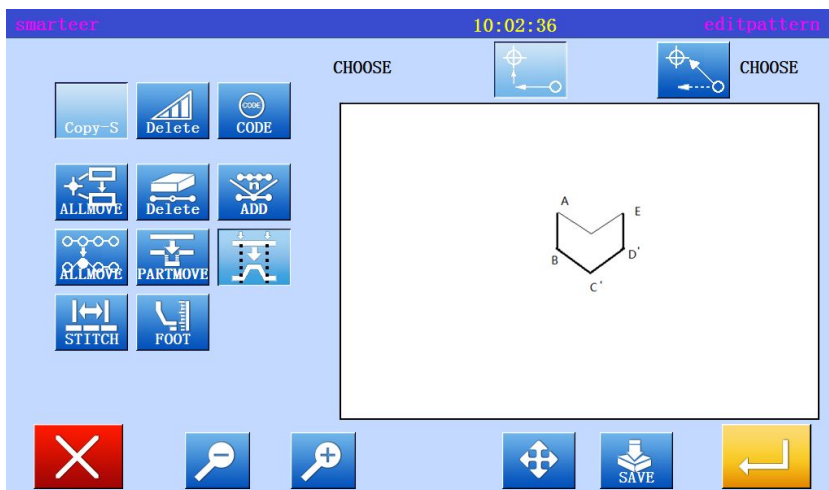 smarteer 10:02:36 editpattern
CHOOSE CHOOSE
Copy-S Delete CODE CODE
ALLMOVE Delete n ADD
ALLMOVE PARTMOVE
STITCH FOOT
A
E
B
D'
C'
SAVE